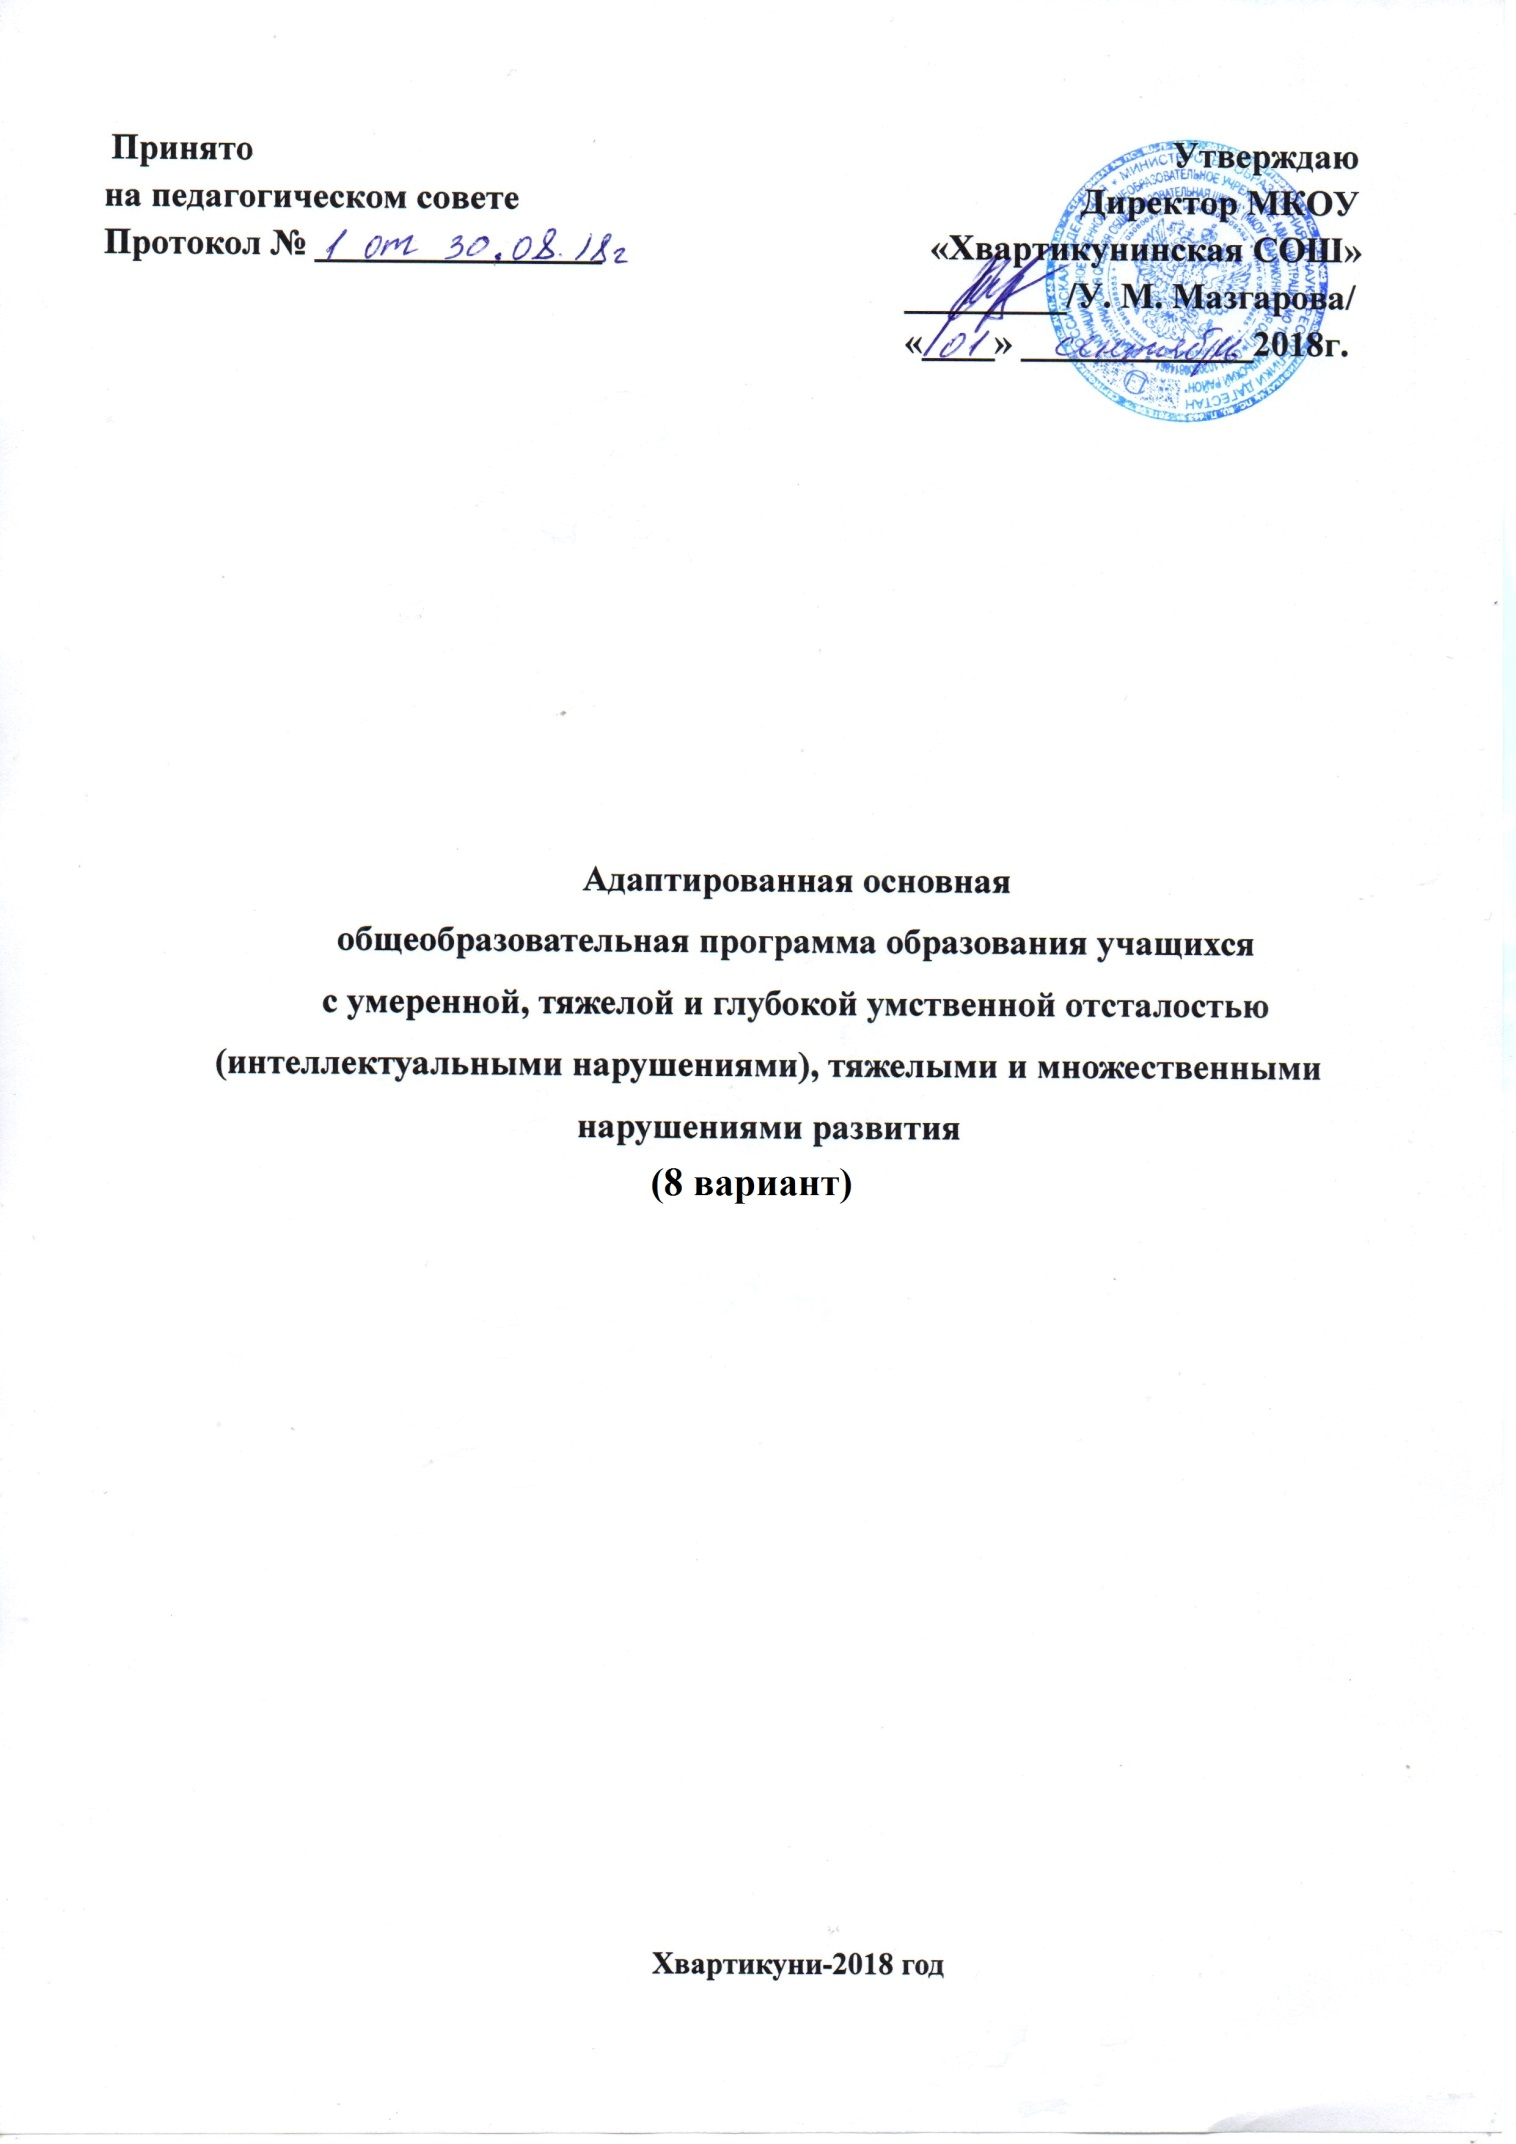 Принято
на педагогическом совете
Протокол № 1 от 30.08.18г
Утверждаю
Директор МКОУ
«Хвартикунинская СОШ»
/У. М. Мазгарова/
«01» сентябрь 2018г.
Адаптированная основная
общеобразовательная программа образования учащихся
с умеренной, тяжелой и глубокой умственной отсталостью
(интеллектуальными нарушениями), тяжелыми и множественными
нарушениями развития
(8 вариант)
Хвартикуни-2018 год